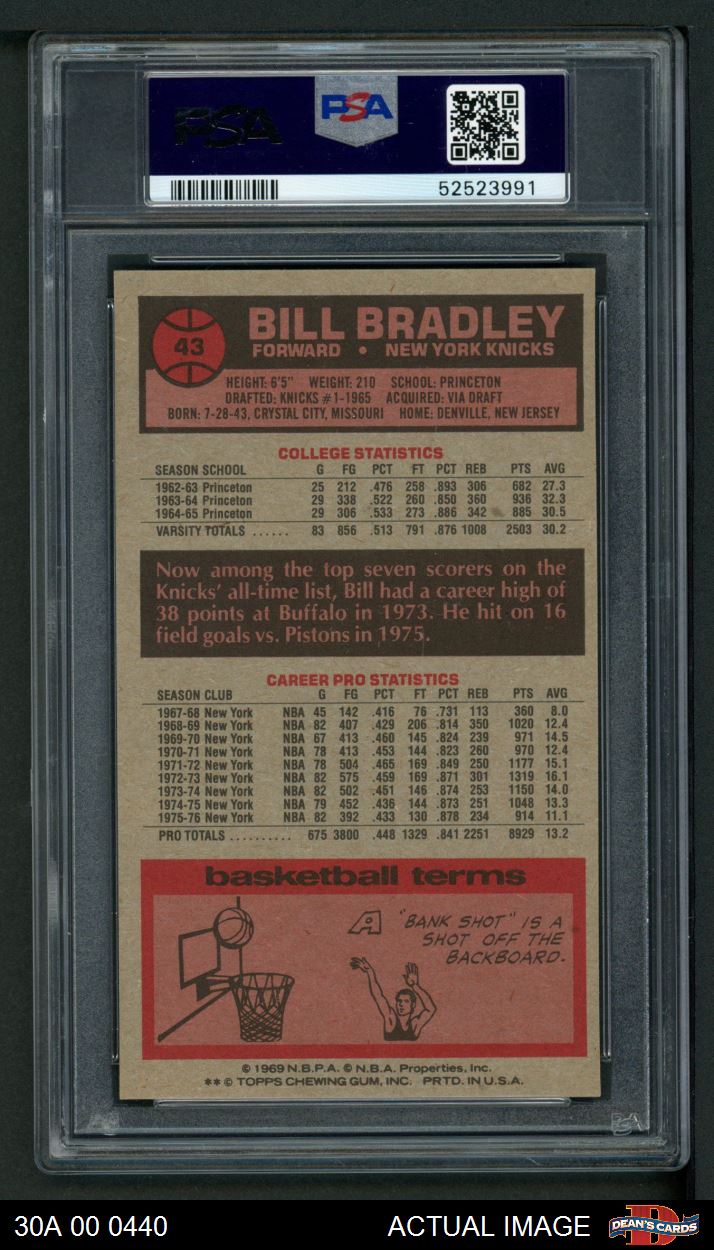 PSA
PSA
52523991
43
BILL BRADLEY
FORWARD • NEW YORK KNICKS
HEIGHT: 6'5" WEIGHT: 210 SCHOOL: PRINCETON
DRAFTED: KNICKS #1-1965 ACQUIRED: VIA DRAFT
BORN: 7-28-43, CRYSTAL CITY, MISSOURI HOME: DENVILLE, NEW JERSEY
COLLEGE STATISTICS
SEASON SCHOOL G FG PCT FT PCT REB PTS AVG
1962-63 Princeton 25 212 .476 258 .893 306 682 27.3
1963-64 Princeton 29 338 .522 260 .850 360 936 32.3
1964-65 Princeton 29 306 .533 273 .886 342 885 30.5
VARSITY TOTALS ...... 83 856 .513 791 .876 1008 2503 30.2
Now among the top seven scorers on the
Knicks' all-time list, Bill had a career high of
38 points at Buffalo in 1973. He hit on 16
field goals vs. Pistons in 1975.
CAREER PRO STATISTICS
SEASON CLUB G FG PCT FT PCT REB PTS AVG
1967-68 New York NBA 45 142 .416 76 .731 113 360 8.0
1968-69 New York NBA 82 407 .429 206 .814 350 1020 12.4
1969-70 New York NBA 67 413 .460 145 .824 239 971 14.5
1970-71 New York NBA 78 413 .453 144 .823 260 970 12.4
1971-72 New York NBA 78 504 .465 169 .849 250 1177 15.1
1972-73 New York NBA 82 575 .459 169 .871 301 1319 16.1
1973-74 New York NBA 82 502 .451 146 .874 253 1150 14.0
1974-75 New York NBA 79 452 .436 144 .873 251 1048 13.3
1975-76 New York NBA 82 392 .433 130 .878 234 914 11.1
PRO TOTALS .......... 675 3800 .448 1329 .841 2251 8929 13.2
basketball terms
A "BANK SHOT" IS A
SHOT OFF THE
BACKBOARD.
© 1969 N.B.P.A. © N.B.A. Properties, Inc.
** © TOPPS CHEWING GUM, INC. PRTD. IN U.S.A.
PSA
30A 00 0440 ACTUAL IMAGE
DEAN'S CARDS